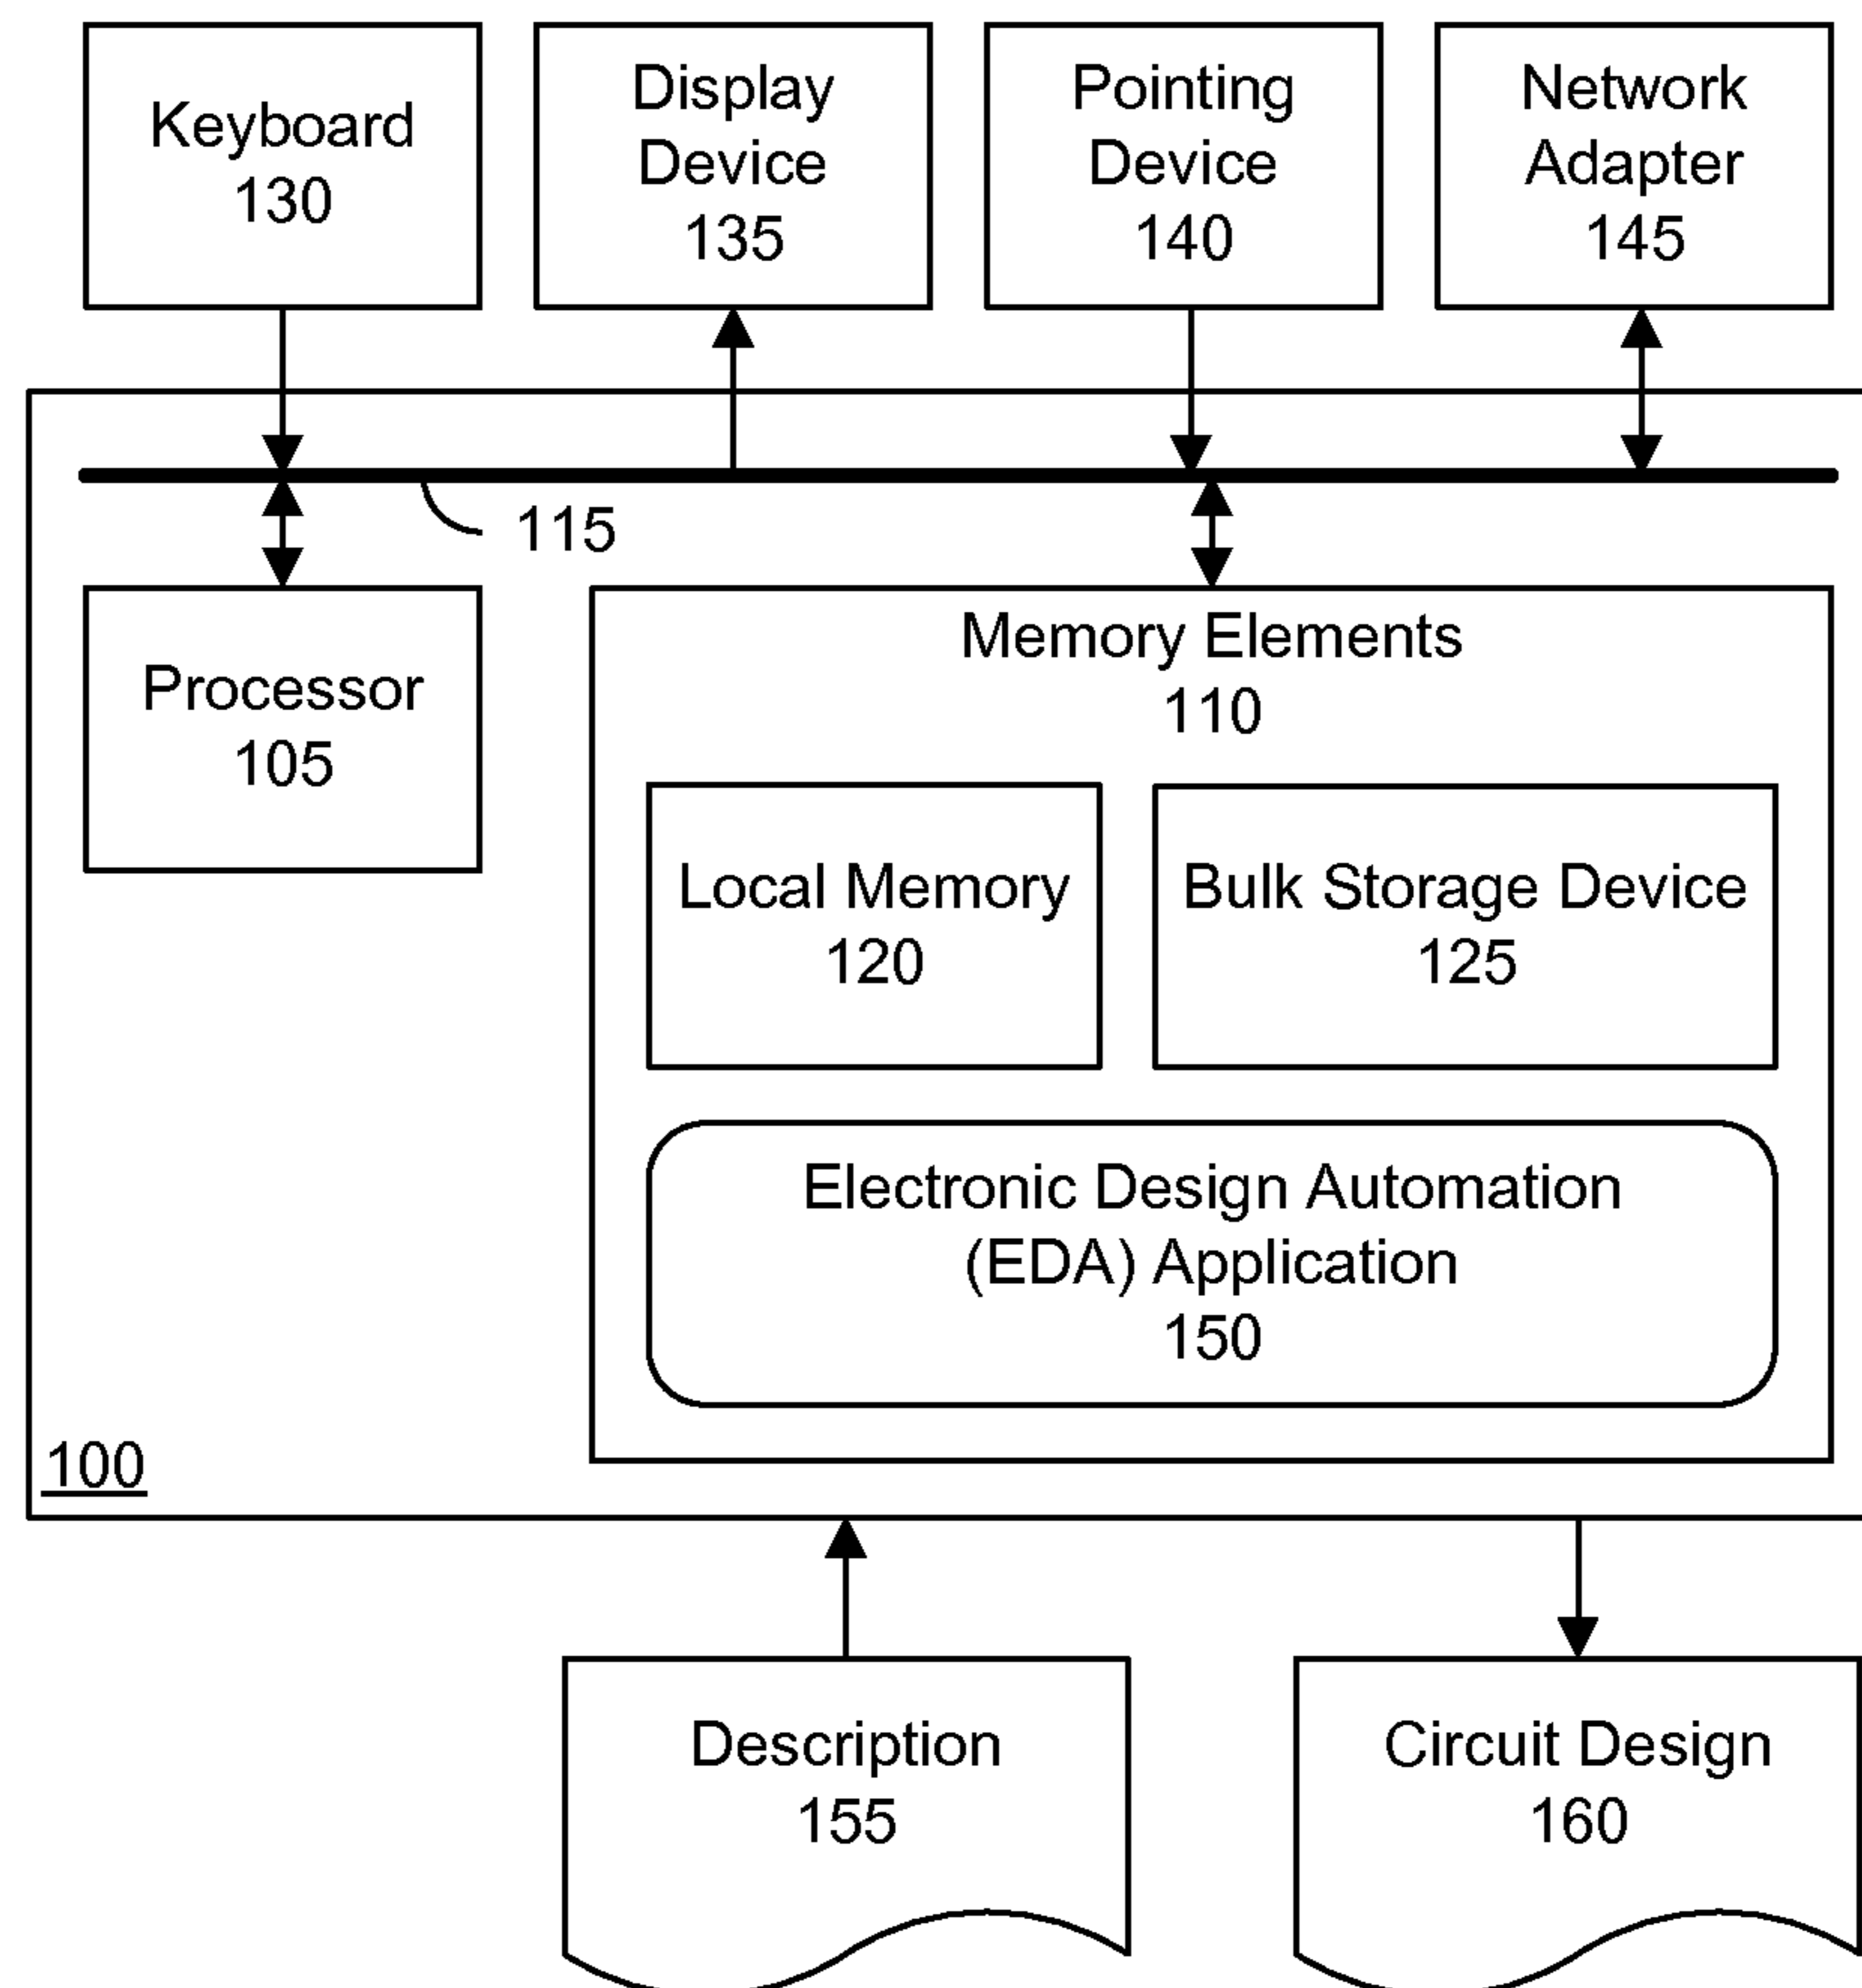 Keyboard
130
Display
Device
135
Pointing
Device
140
Network
Adapter
145
115
Processor
105
Memory Elements
110
Local Memory
120
Bulk Storage Device
125
Electronic Design Automation
(EDA) Application
150
100
Description
155
Circuit Design
160